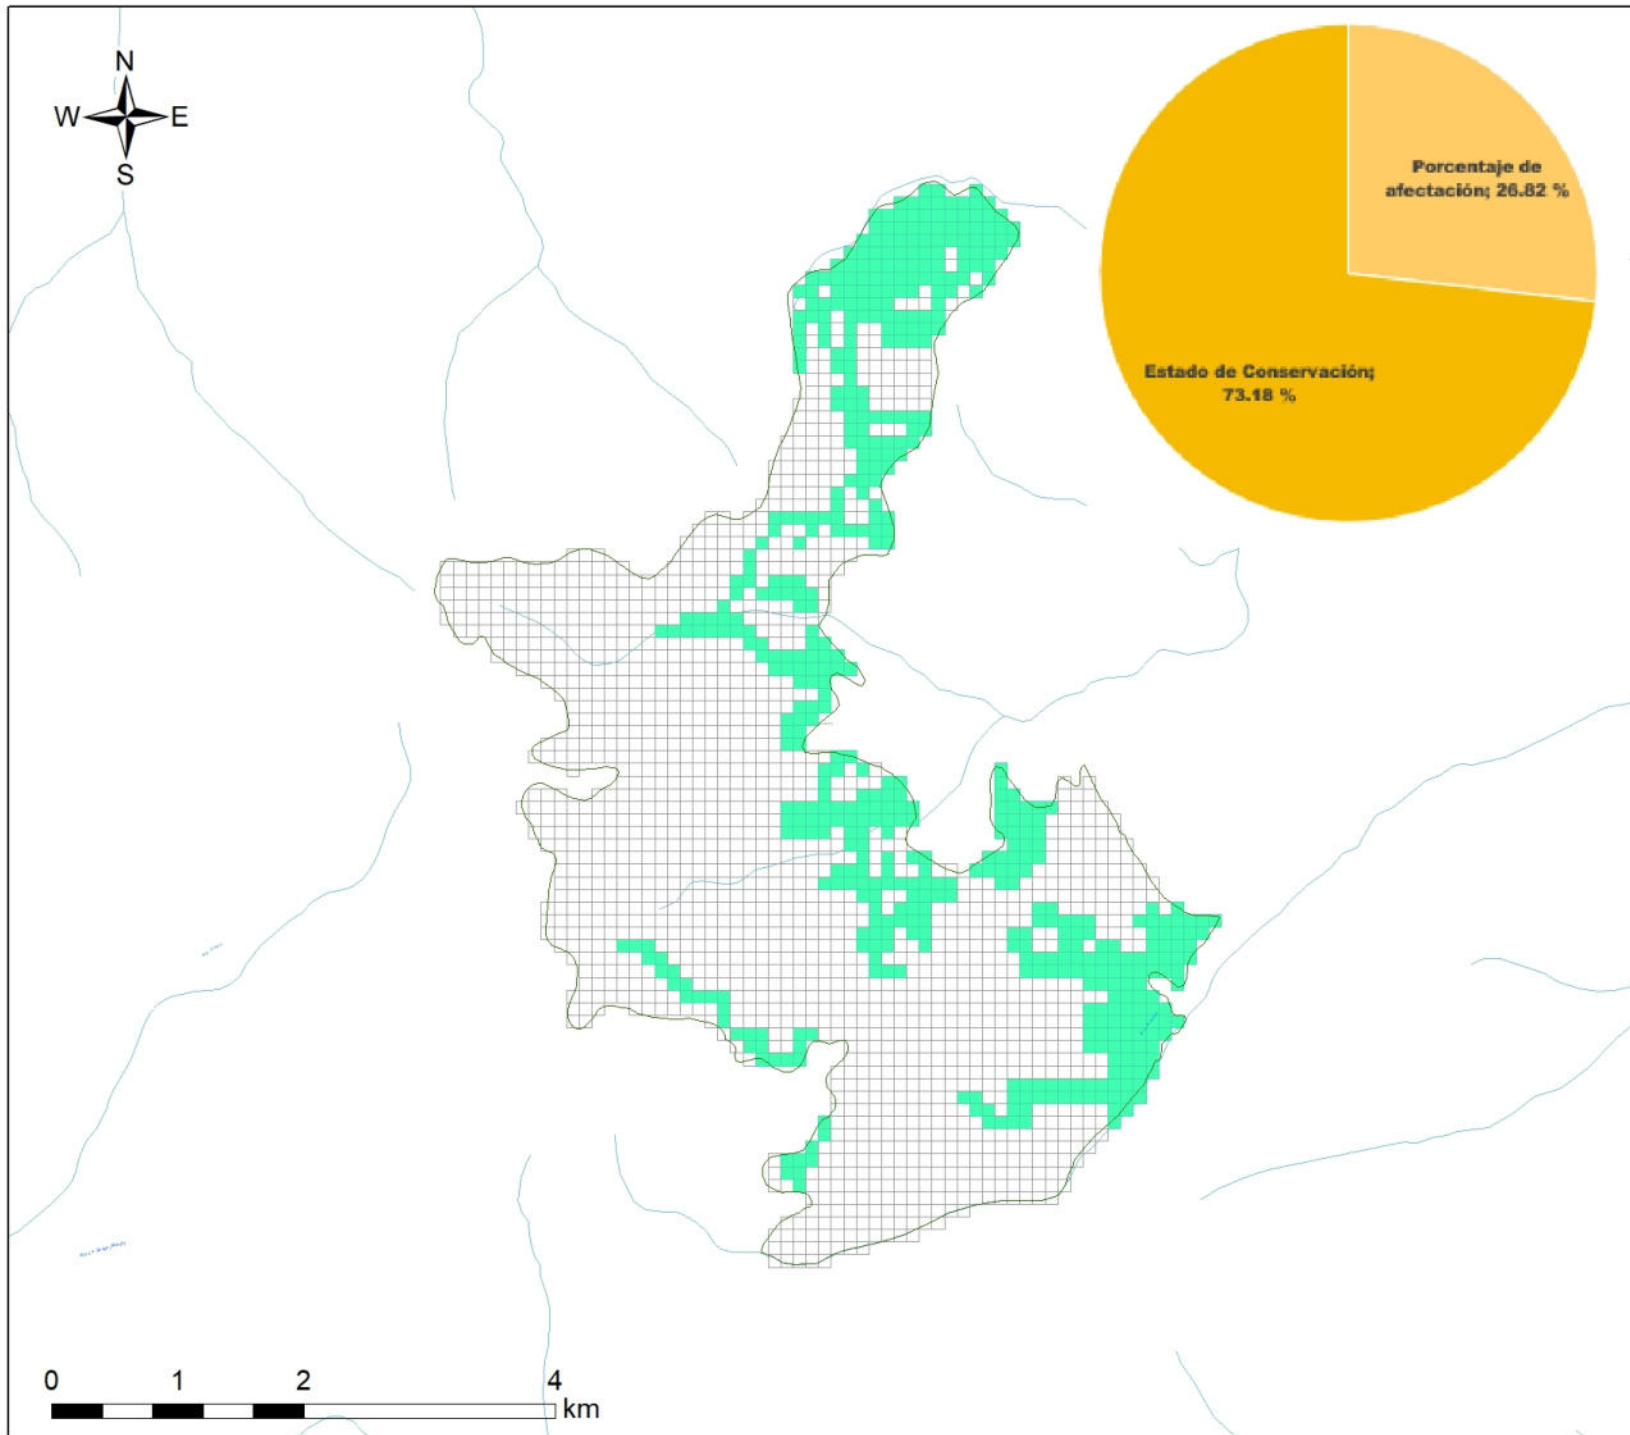 N
W E
S
Porcentaje de
afectación; 26.82 %
Estado de Conservación;
73.18 %
0 1 2 4
km